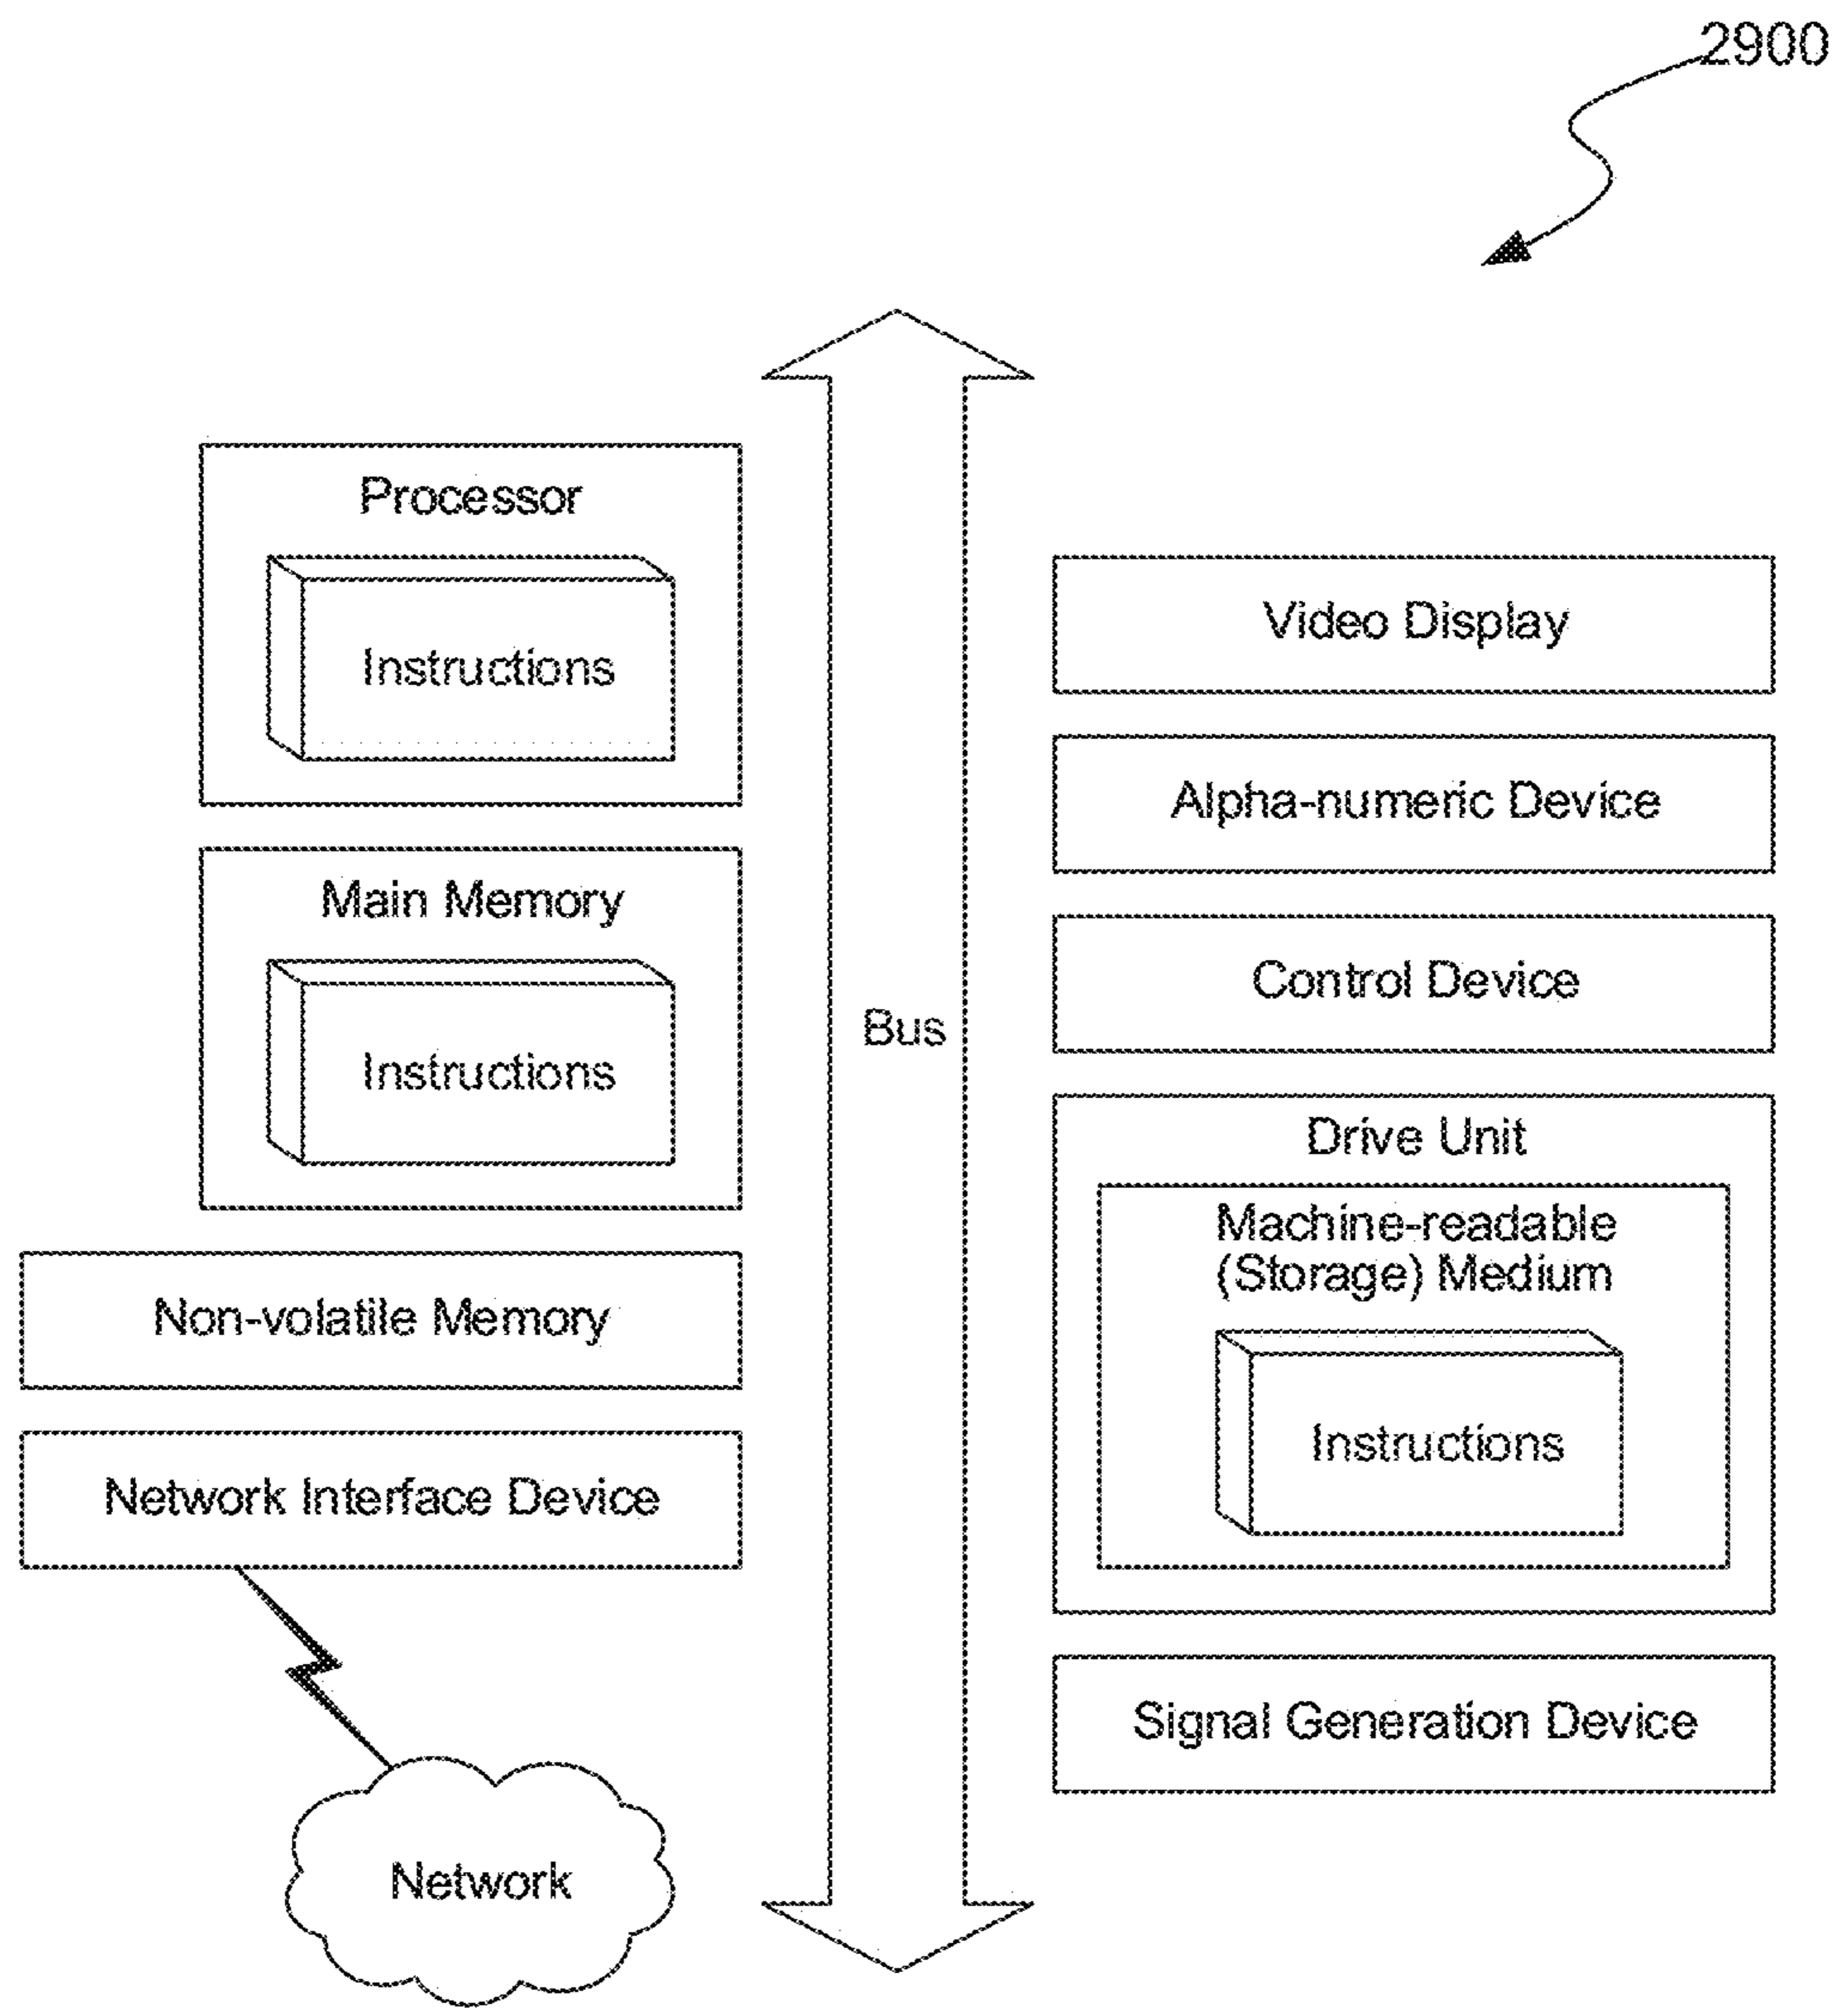 2900
Processor
Instructions
Main Memory
Instructions
Non-volatile Memory
Network Interface Device
Network
Bus
Video Display
Alpha-numeric Device
Control Device
Drive Unit
Machine-readable
(Storage) Medium
Instructions
Signal Generation Device